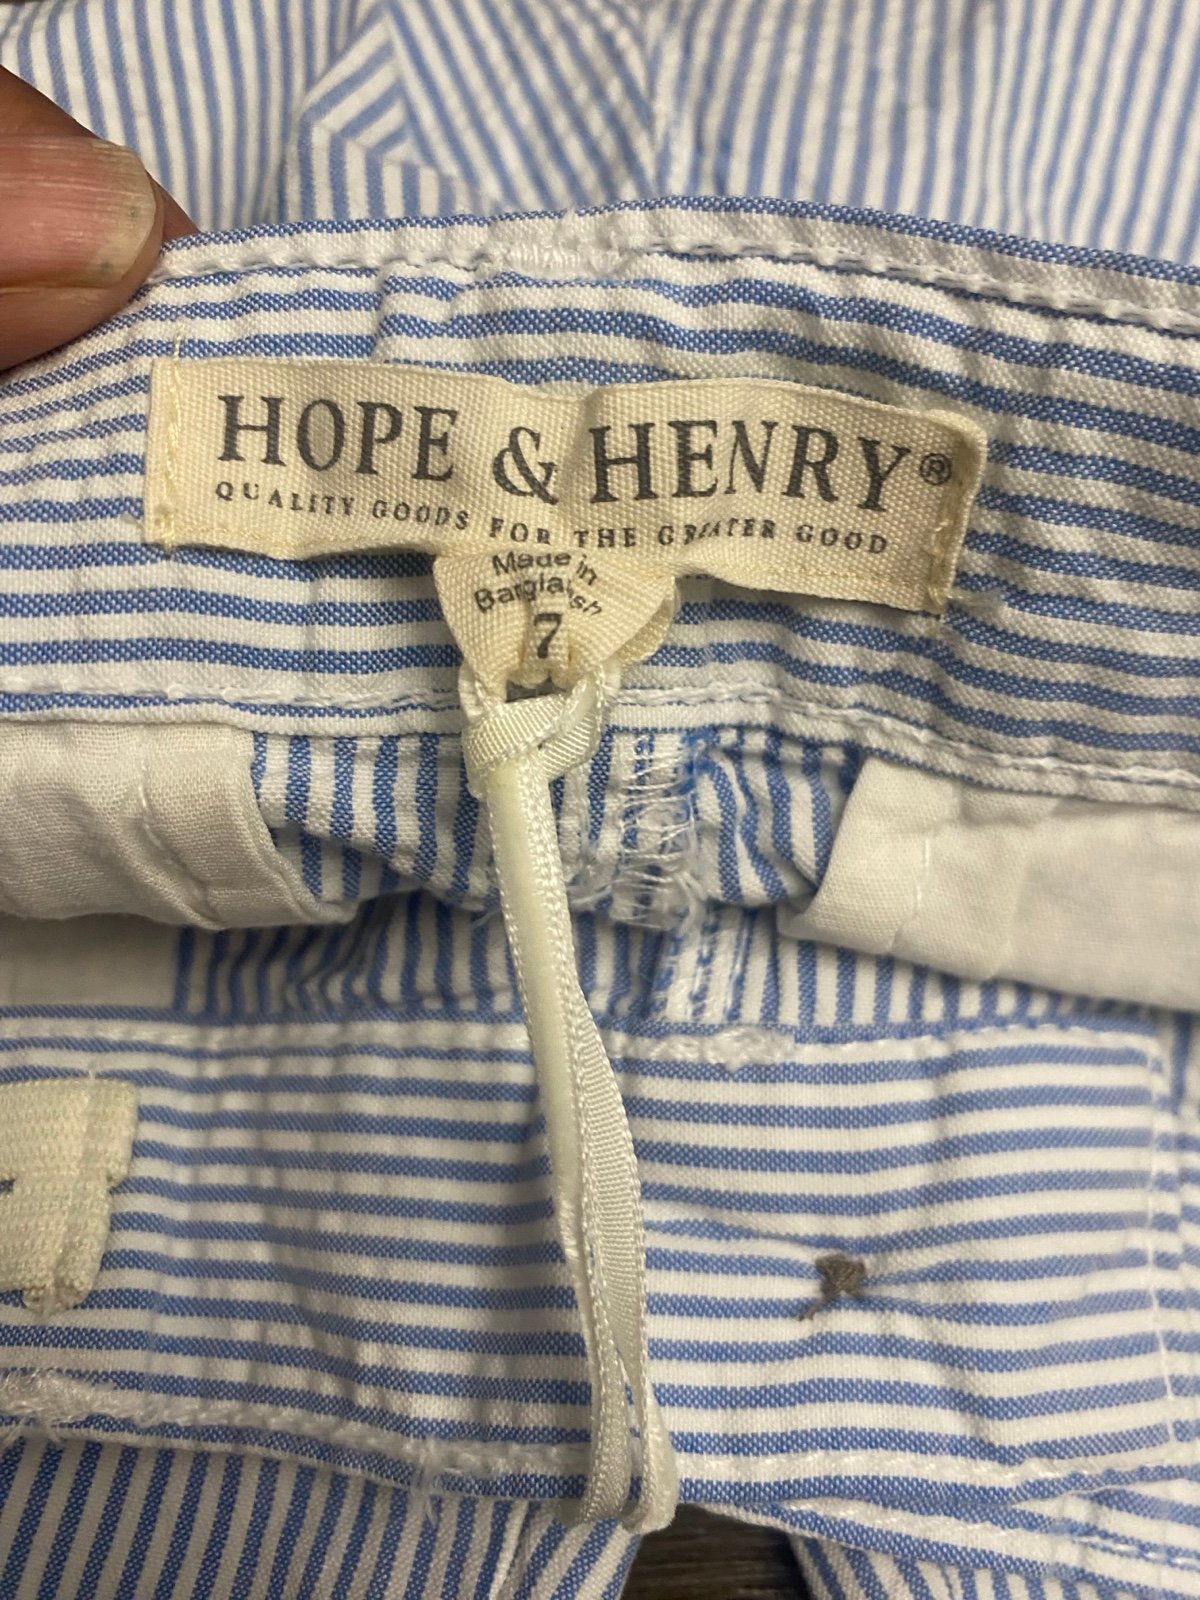 HOPE & HENRY®
QUALITY GOODS FOR THE GREATER GOOD
Made in
Bangladesh
7